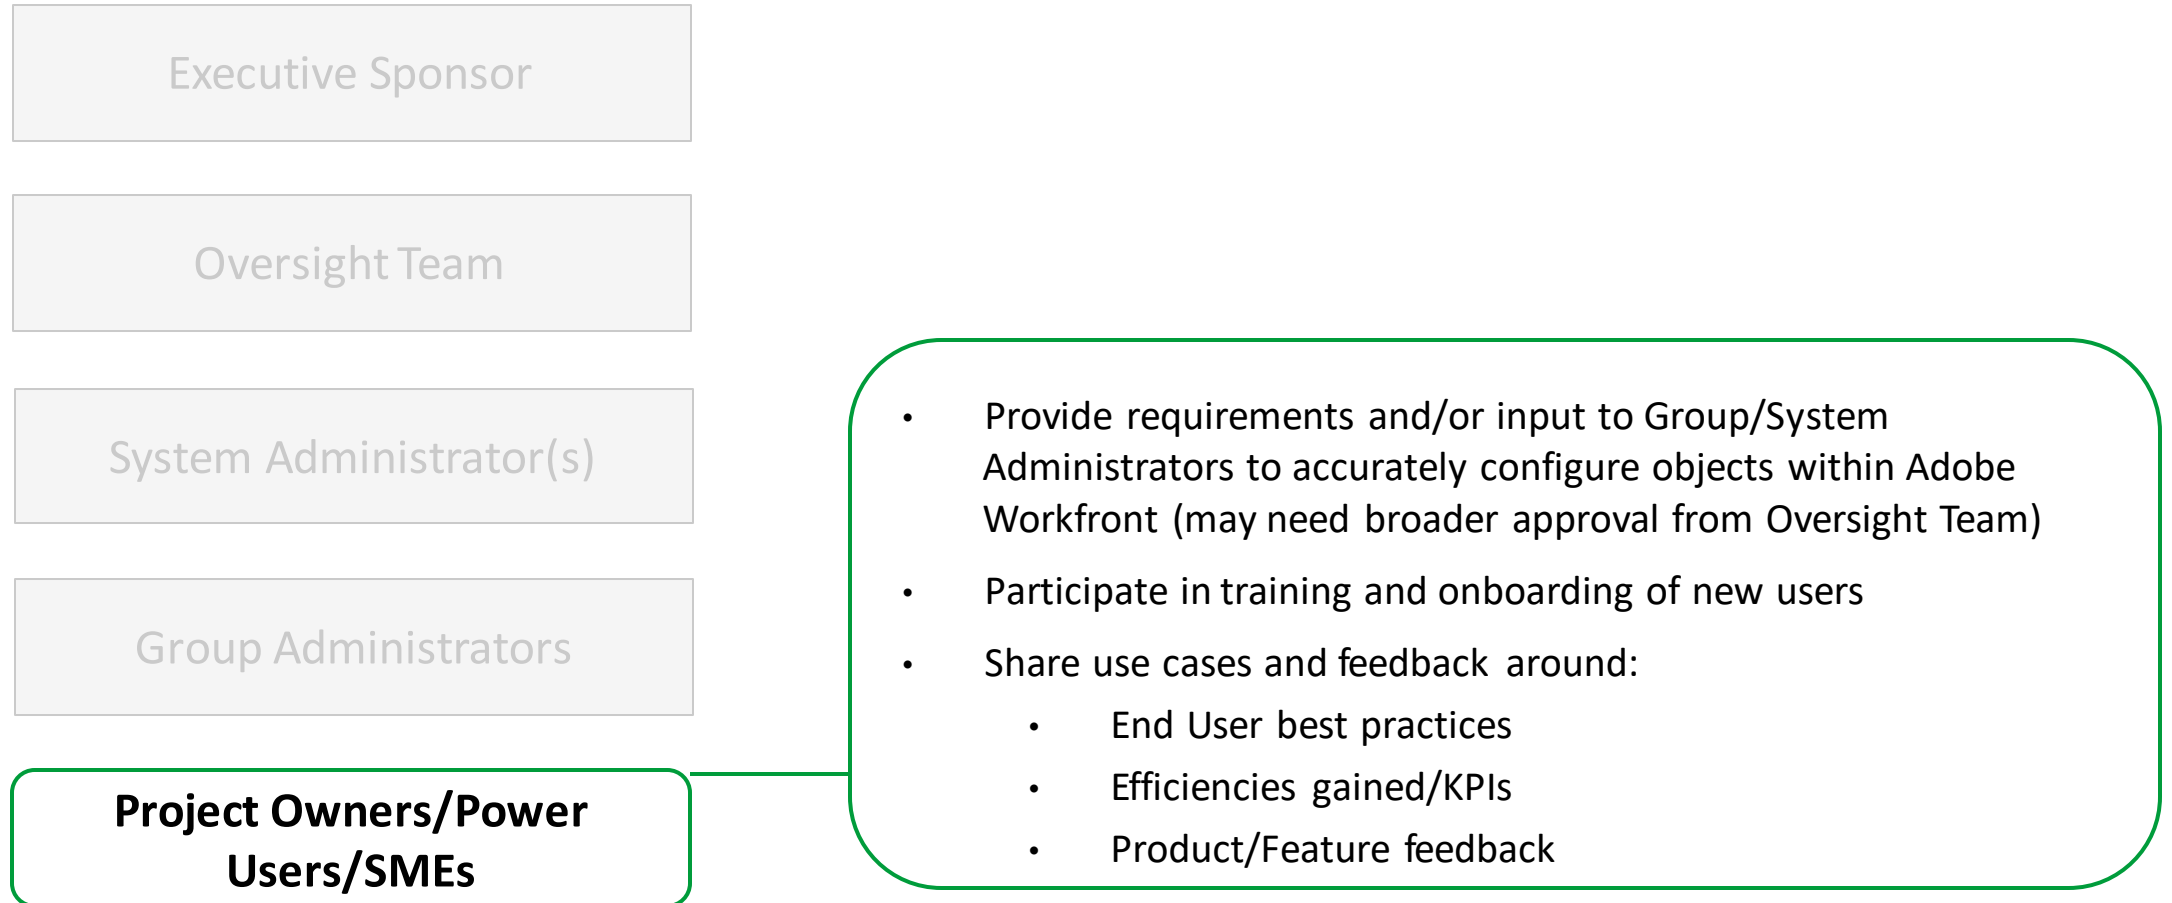 Executive Sponsor
Oversight Team
System Administrator(s)
Group Administrators
Project Owners/Power
Users/SMEs
• Provide requirements and/or input to Group/System
Administrators to accurately configure objects within Adobe
Workfront (may need broader approval from Oversight Team)
• Participate in training and onboarding of new users
• Share use cases and feedback around:
• End User best practices
• Efficiencies gained/KPIs
• Product/Feature feedback